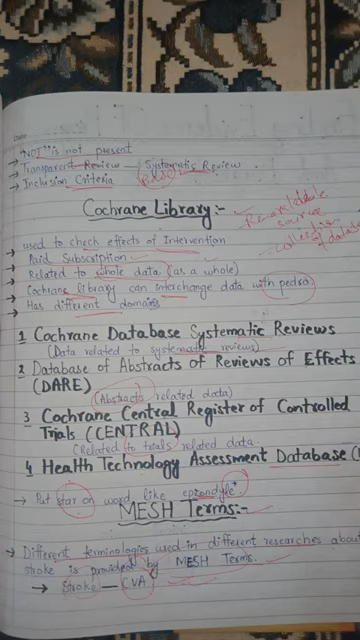 "NOT" is not present
→ Transparent Review — Systematic Review
→ Inclusion Criteria
Cochrane Library:-
source
→ used to check effects of Intervention
→ Paid Subscription
→ Related to whole data (as a whole)
→ Cochrane library can interchange data with pedro.
→ Has different domains
1 Cochrane Database Systematic Reviews
(Data related to systematic reviews)
2 Database of Abstracts of Reviews of Effects
(DARE)
(Abstracts related data)
3 Cochrane Central Register of Controlled
Trials (CENTRAL)
(Related to trials related data.
4 Health Technology Assessment Database
→ Put star on word like
MESH Terms:-
→ Different terminologies used in different researches about
stroke is provided by MESH Terms.
→ Stroke — CVA